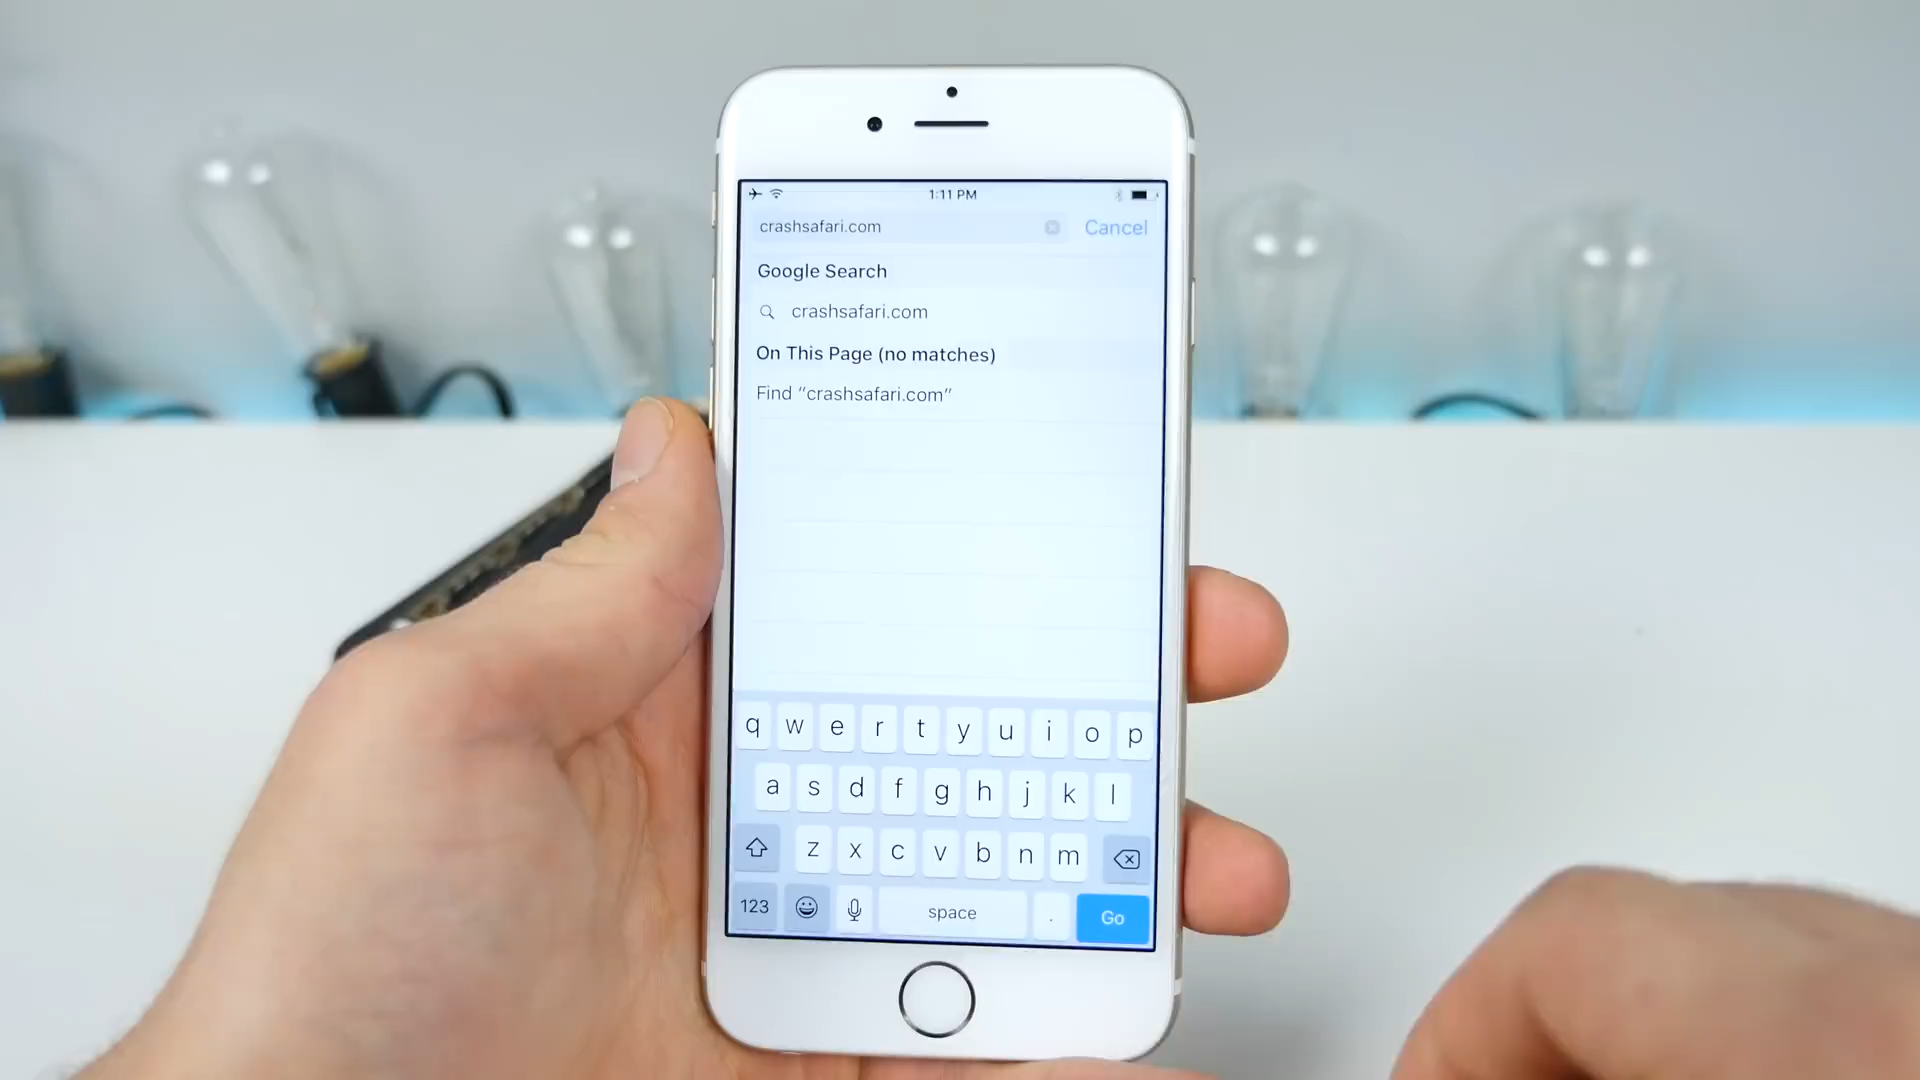 1:11 PM
crashsafari.com Cancel
Google Search
crashsafari.com
On This Page (no matches)
Find “crashsafari.com”
q w e r t y u i o p
a s d f g h j k l
z x c v b n m
123 space . Go